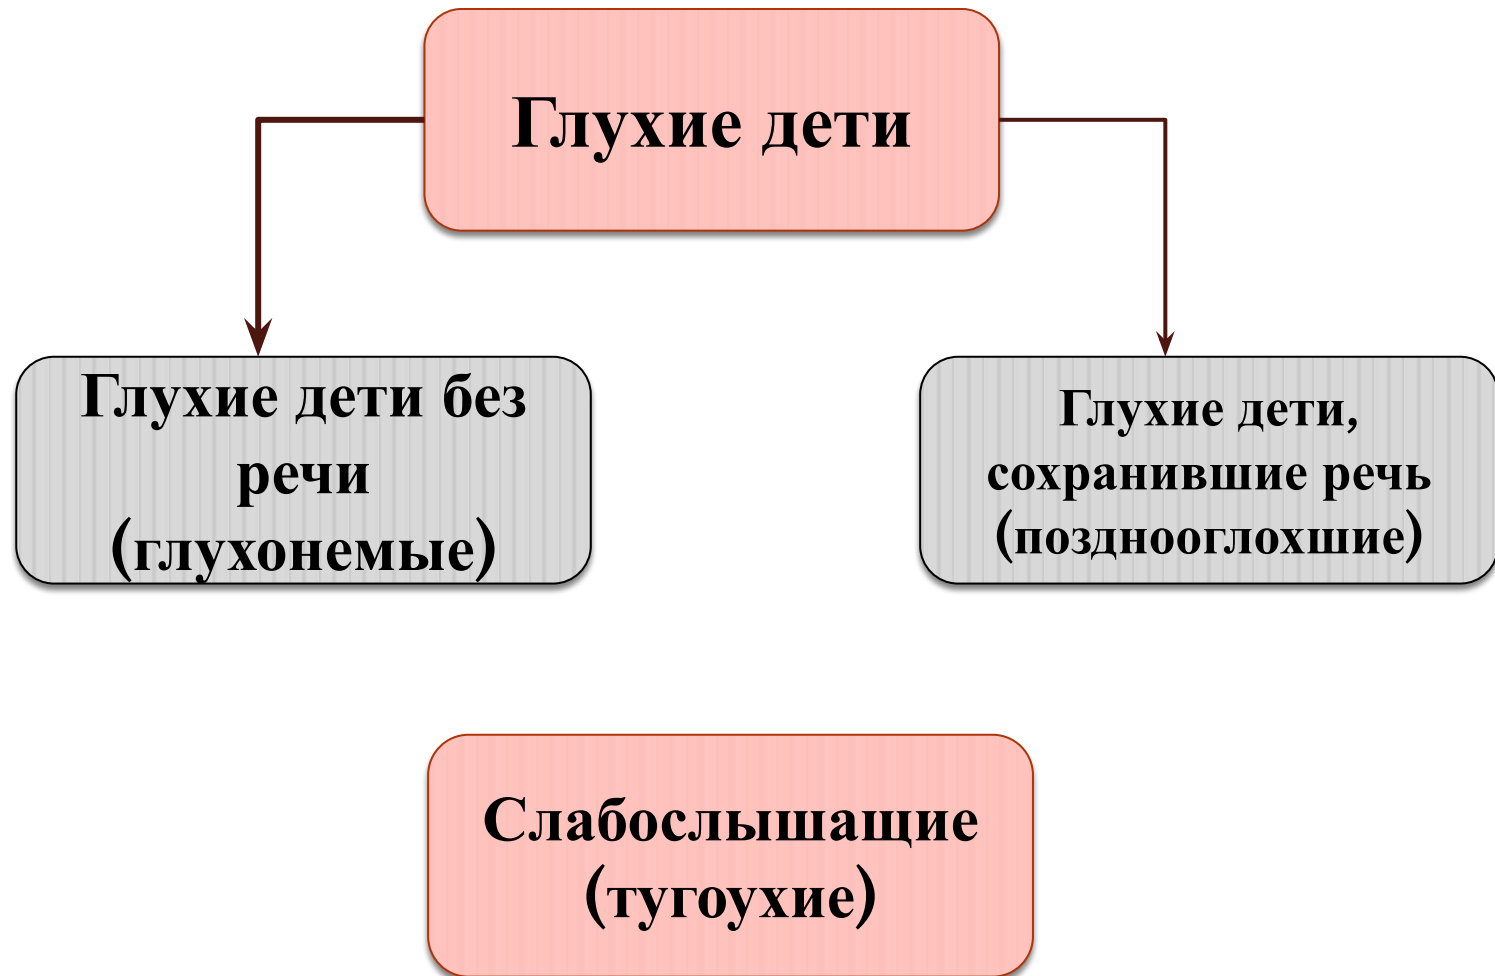 Глухие дети
Глухие дети без
речи
(глухонемые)
Глухие дети,
сохранившие речь
(позднооглохшие)
Слабослышащие
(тугоухие)